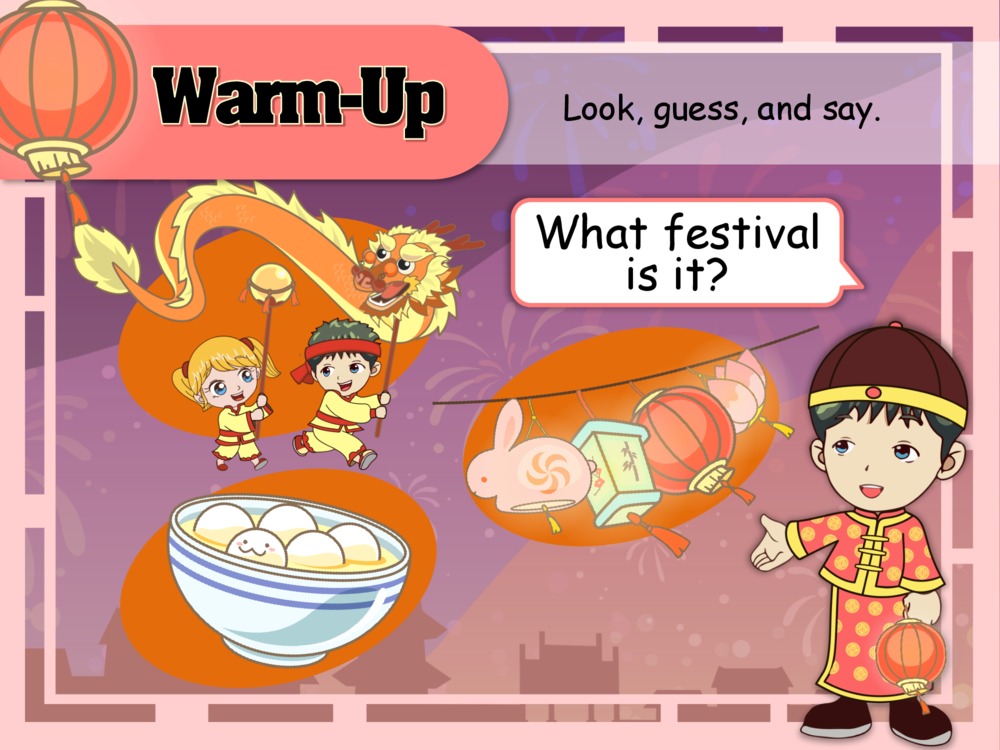 Warm-Up
Look, guess, and say.
What festival
is it?